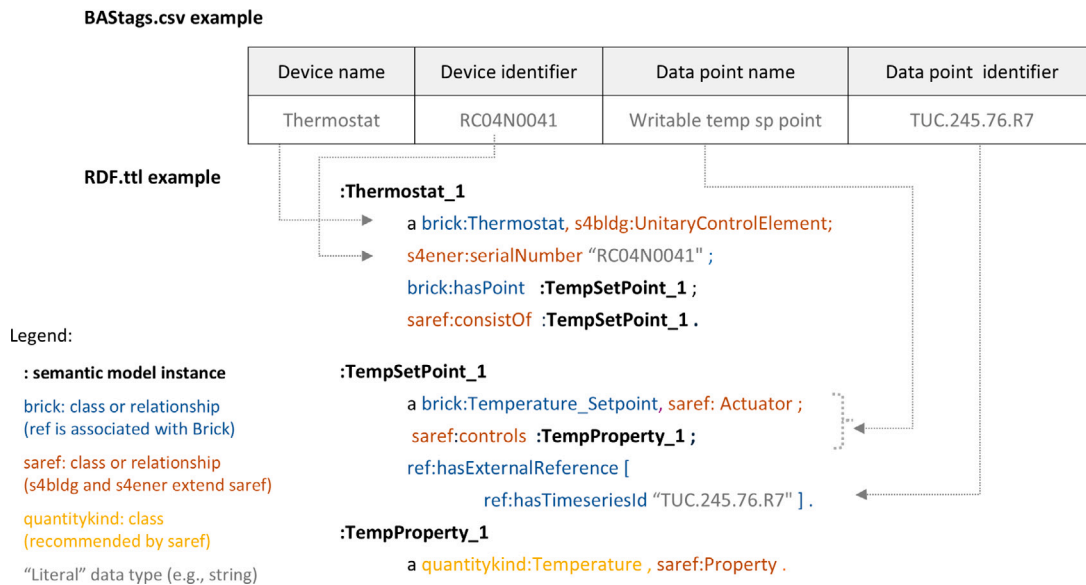 BAStags.csv example
Device name Device identifier Data point name Data point identifier
Thermostat RC04N0041 Writable temp sp point TUC.245.76.R7
RDF.ttl example
:Thermostat_1
a brick:Thermostat, s4bldg:UnitaryControlElement;
s4ener:serialNumber “RC04N0041" ;
brick:hasPoint :TempSetPoint_1 ;
saref:consistOf :TempSetPoint_1 .
Legend:
: semantic model instance
brick: class or relationship
(ref is associated with Brick)
saref: class or relationship
(s4bldg and s4ener extend saref)
quantitykind: class
(recommended by saref)
“Literal” data type (e.g., string)
:TempSetPoint_1
a brick:Temperature_Setpoint, saref: Actuator ;
saref:controls :TempProperty_1 ;
ref:hasExternalReference [
ref:hasTimeseriesId “TUC.245.76.R7" ] .
:TempProperty_1
a quantitykind:Temperature , saref:Property .